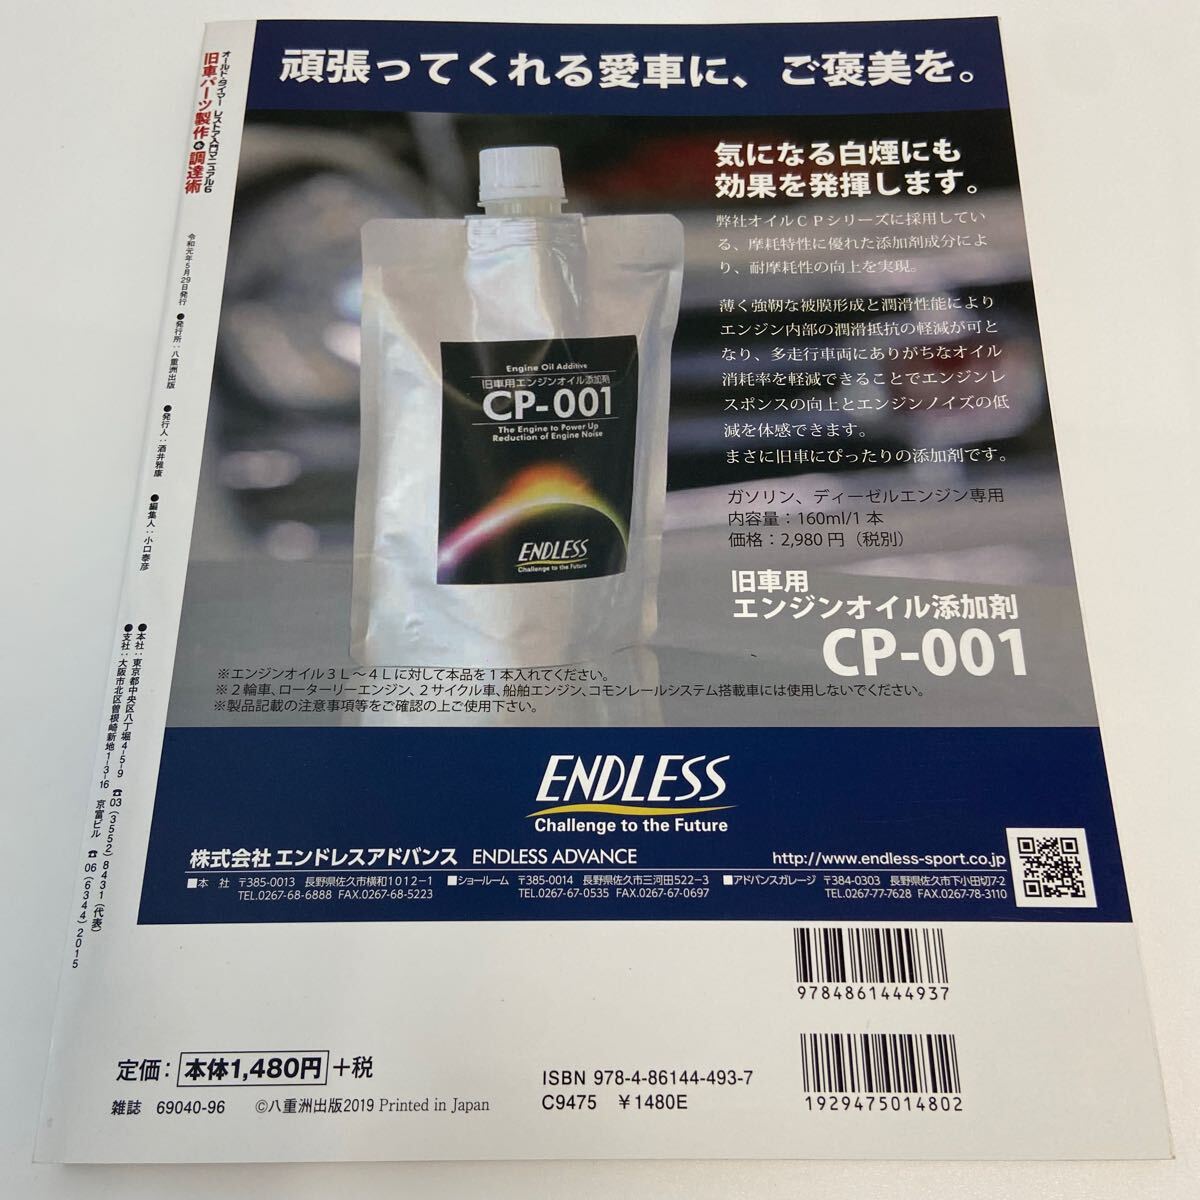 頑張ってくれる愛車に、ご褒美を。
気になる白煙にも
効果を発揮します。
弊社オイルCPシリーズに採用してい
る、摩耗特性に優れた添加剤成分によ
り、耐摩耗性の向上を実現。
薄く強靭な被膜形成と潤滑性能により
エンジン内部の潤滑抵抗の軽減が可と
なり、多走行車両にありがちなオイル
消耗率を軽減できることでエンジンレ
スポンスの向上とエンジンノイズの低
減を体感できます。
まさに旧車にぴったりの添加剤です。
ガソリン、ディーゼルエンジン専用
内容量：160ml/1本
価格：2,980円（税別）
旧車用
エンジンオイル添加剤
CP-001
Engine Oil Additive
旧車用エンジンオイル添加剤
CP-001
The Engine to Power Up
Reduction of Engine Noise
ENDLESS
Challenge to the Future
※エンジンオイル3L～4Lに対して本品を1本入れてください。
※2輪車、ローターリーエンジン、2サイクル車、船舶エンジン、コモンレールシステム搭載車には使用しないでください。
※製品記載の注意事項等をご確認の上ご使用下さい。
ENDLESS
Challenge to the Future
株式会社 エンドレスアドバンス ENDLESS ADVANCE
http://www.endless-sport.co.jp
■本 社 〒385-0013 長野県佐久市横和1012-1
TEL.0267-68-6888 FAX.0267-68-5223
■ショールーム 〒385-0014 長野県佐久市三河田522-3
TEL.0267-67-0535 FAX.0267-67-0697
■アドバンスガレージ 〒384-0303 長野県佐久市下小田切7-2
TEL.0267-77-7628 FAX.0267-78-3110
9784861444937
1929475014802
ISBN 978-4-86144-493-7
C9475 ¥1480E
定価：本体1,480円＋税
雑誌 69040-96 ©八重洲出版2019 Printed in Japan
オールド・タイマー レストア入門マニュアル6
旧車パーツ製作＋調達術
令和元年5月29日発行 ●発行所：八重洲出版 ●発行人：酒井雅康 ●編集人：小口泰彦
●本社：東京都中央区八丁堀4-5-9 ☎03(3552)8431(代表)
●支社：大阪市北区曽根崎新地1-3-16 京富ビル ☎06(6344)2015